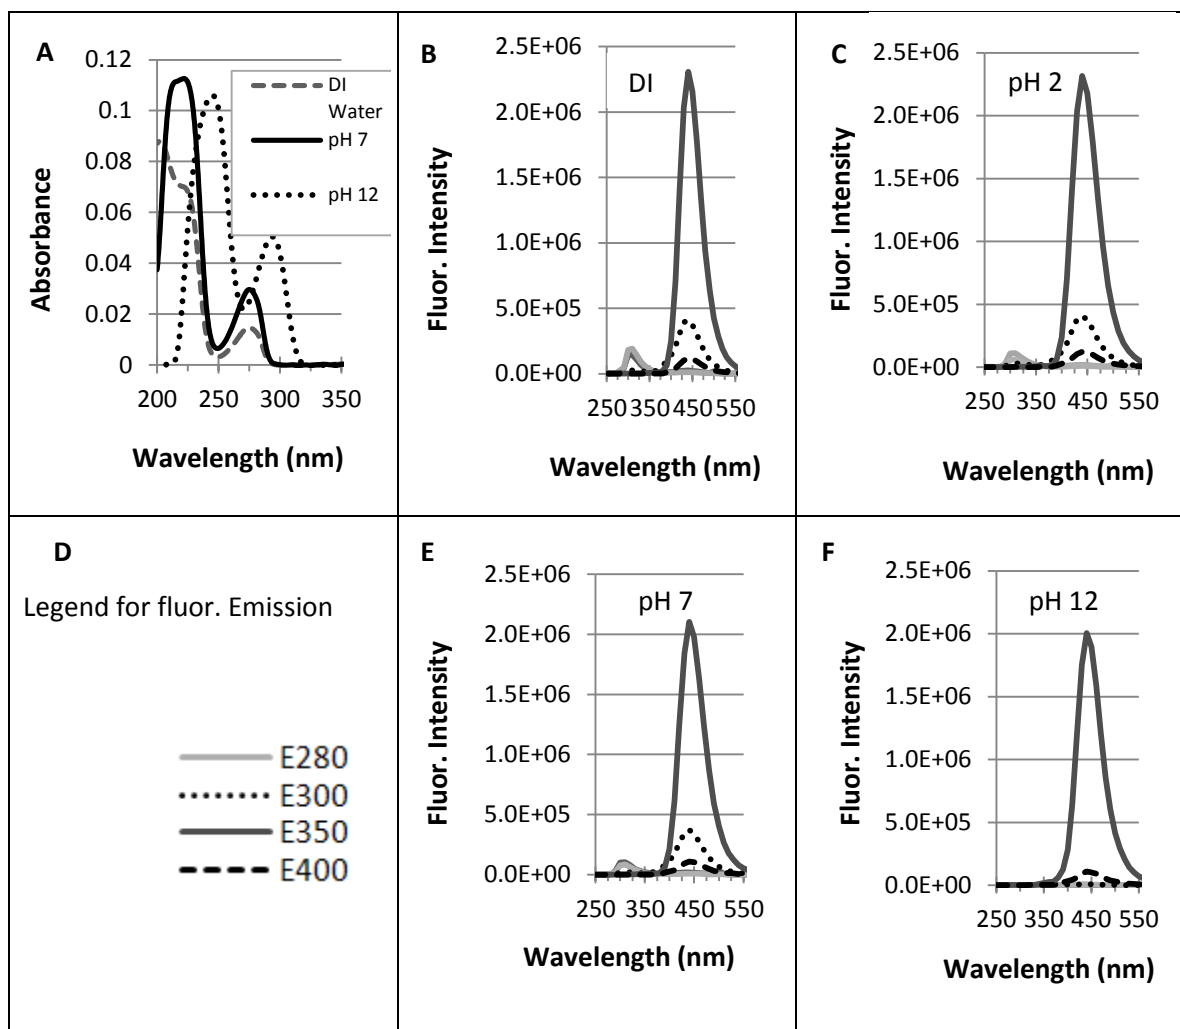 A
0.12
0.1
0.08
0.06
0.04
0.02
0
200 250 300 350
Absorbance
Wavelength (nm)
DI
Water
pH 7
pH 12
B
DI
2.5E+06
2.0E+06
1.5E+06
1.0E+06
5.0E+05
0.0E+00
250 350 450 550
Fluor. Intensity
Wavelength (nm)
C
pH 2
2.5E+06
2.0E+06
1.5E+06
1.0E+06
5.0E+05
0.0E+00
250 350 450 550
Fluor. Intensity
Wavelength (nm)
D
Legend for fluor. Emission
E280
E300
E350
E400
E
pH 7
2.5E+06
2.0E+06
1.5E+06
1.0E+06
5.0E+05
0.0E+00
250 350 450 550
Fluor. Intensity
Wavelength (nm)
F
pH 12
2.5E+06
2.0E+06
1.5E+06
1.0E+06
5.0E+05
0.0E+00
250 350 450 550
Fluor. Intensity
Wavelength (nm)